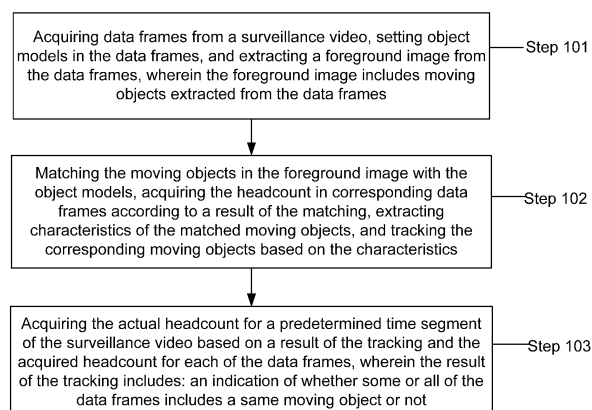 Acquiring data frames from a surveillance video, setting object
models in the data frames, and extracting a foreground image from
the data frames, wherein the foreground image includes moving
objects extracted from the data frames
Step 101
Matching the moving objects in the foreground image with the
object models, acquiring the headcount in corresponding data
frames according to a result of the matching, extracting
characteristics of the matched moving objects, and tracking the
corresponding moving objects based on the characteristics
Step 102
Acquiring the actual headcount for a predetermined time segment
of the surveillance video based on a result of the tracking and the
acquired headcount for each of the data frames, wherein the result
of the tracking includes: an indication of whether some or all of the
data frames includes a same moving object or not
Step 103